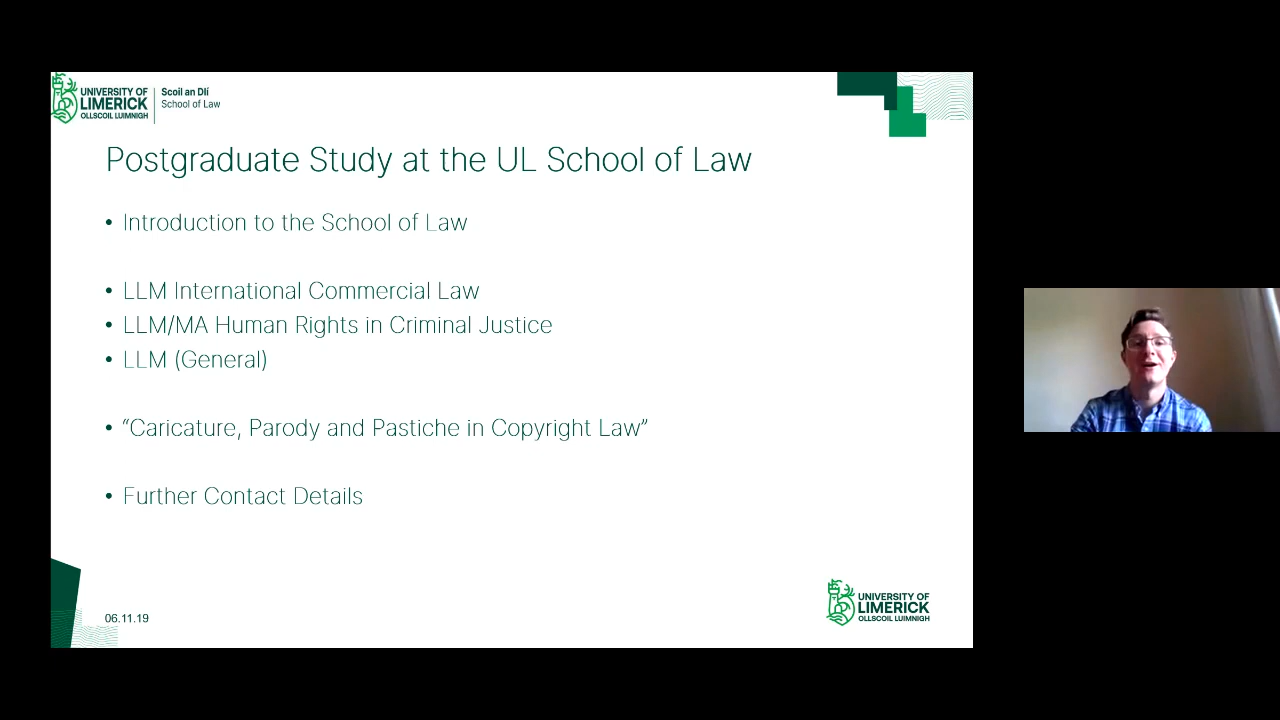 UNIVERSITY OF
LIMERICK
OLLSCOIL LUIMNIGH
Scoil an Dlí
School of Law
Postgraduate Study at the UL School of Law
• Introduction to the School of Law
• LLM International Commercial Law
• LLM/MA Human Rights in Criminal Justice
• LLM (General)
• “Caricature, Parody and Pastiche in Copyright Law”
• Further Contact Details
06.11.19
UNIVERSITY OF
LIMERICK
OLLSCOIL LUIMNIGH